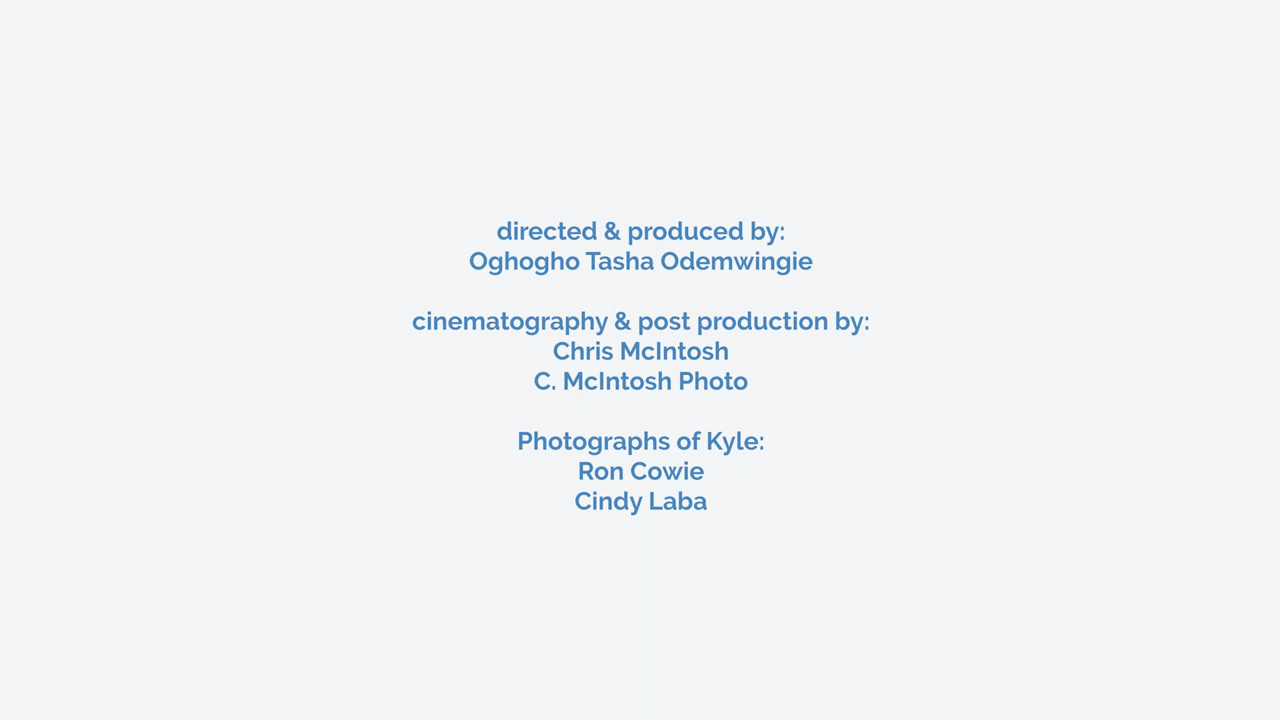 directed & produced by:
Oghogho Tasha Odemwingie
cinematography & post production by:
Chris McIntosh
C. McIntosh Photo
Photographs of Kyle:
Ron Cowie
Cindy Laba